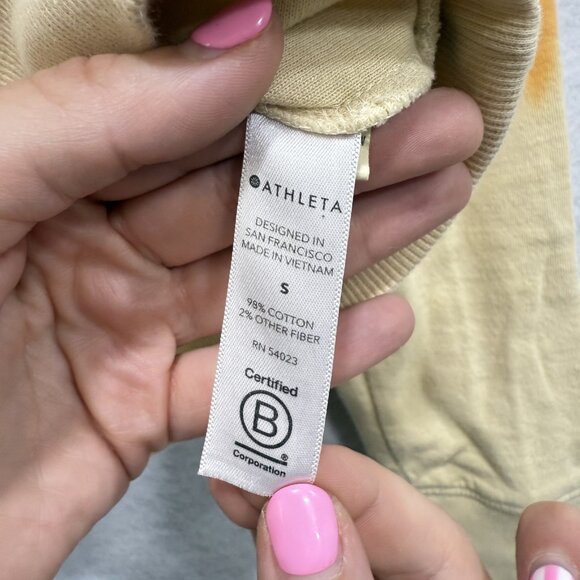 ATHLETA
DESIGNED IN
SAN FRANCISCO
MADE IN VIETNAM
S
98% COTTON
2% OTHER FIBER
RN 54023
Certified
B
®
Corporation